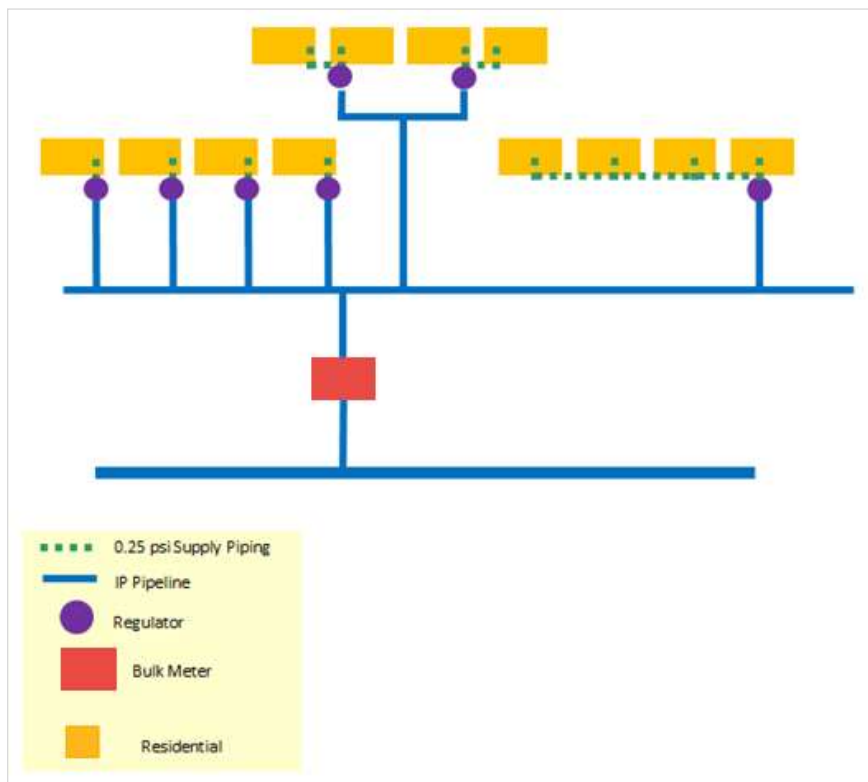 0.25 psi Supply Piping
IP Pipeline
Regulator
Bulk Meter
Residential